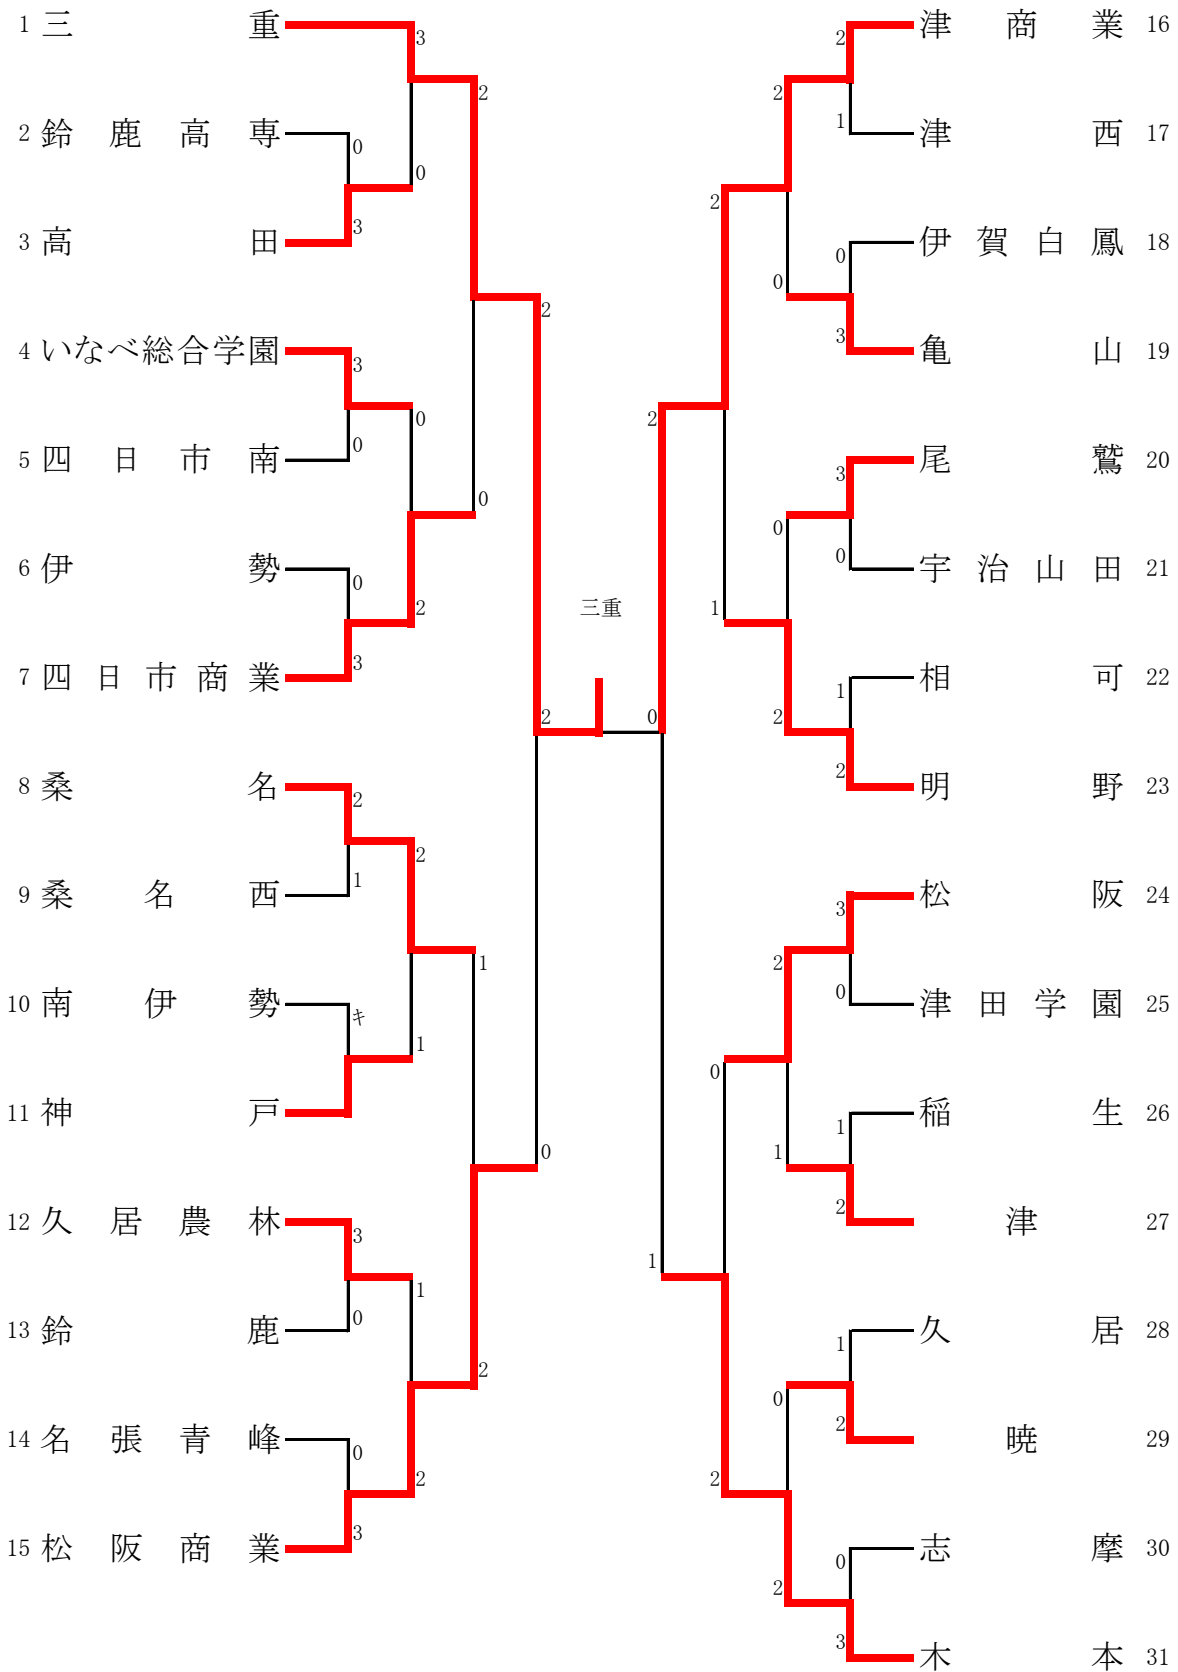 1 三重
3
2
2 鈴鹿高専
0
0
3
3 高田
2
4 いなべ総合学園
3
0
0
5 四日市南
0
6 伊勢
0
2
3
7 四日市商業
2
8 桑名
2
2
1
9 桑名西
1
10 南伊勢
キ
1
11 神戸
0
12 久居農林
3
1
0
13 鈴鹿
2
14 名張青峰
0
2
3
15 松阪商業
三重
0
津商業 16
2
2
1
津西 17
2
伊賀白鳳 18
0
0
3
亀山 19
2
尾鷲 20
3
0
0
宇治山田 21
1
相可 22
1
2
2
明野 23
松阪 24
3
2
0
津田学園 25
0
稲生 26
1
1
2
津 27
1
久居 28
1
0
2
暁 29
2
志摩 30
0
2
3
木本 31